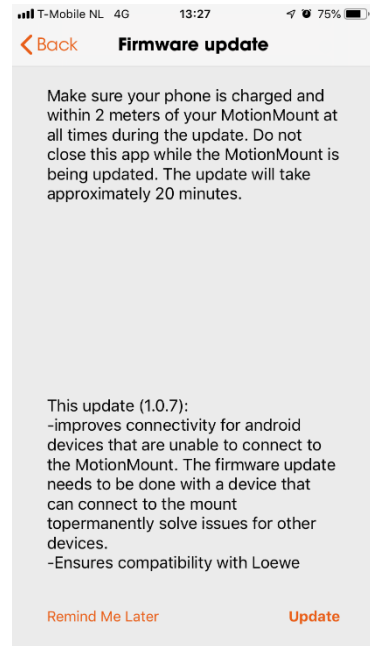 T-Mobile NL 4G 13:27 75%
Back Firmware update
Make sure your phone is charged and
within 2 meters of your MotionMount at
all times during the update. Do not
close this app while the MotionMount is
being updated. The update will take
approximately 20 minutes.
This update (1.0.7):
-improves connectivity for android
devices that are unable to connect to
the MotionMount. The firmware update
needs to be done with a device that
can connect to the mount
topermanently solve issues for other
devices.
-Ensures compatibility with Loewe
Remind Me Later Update